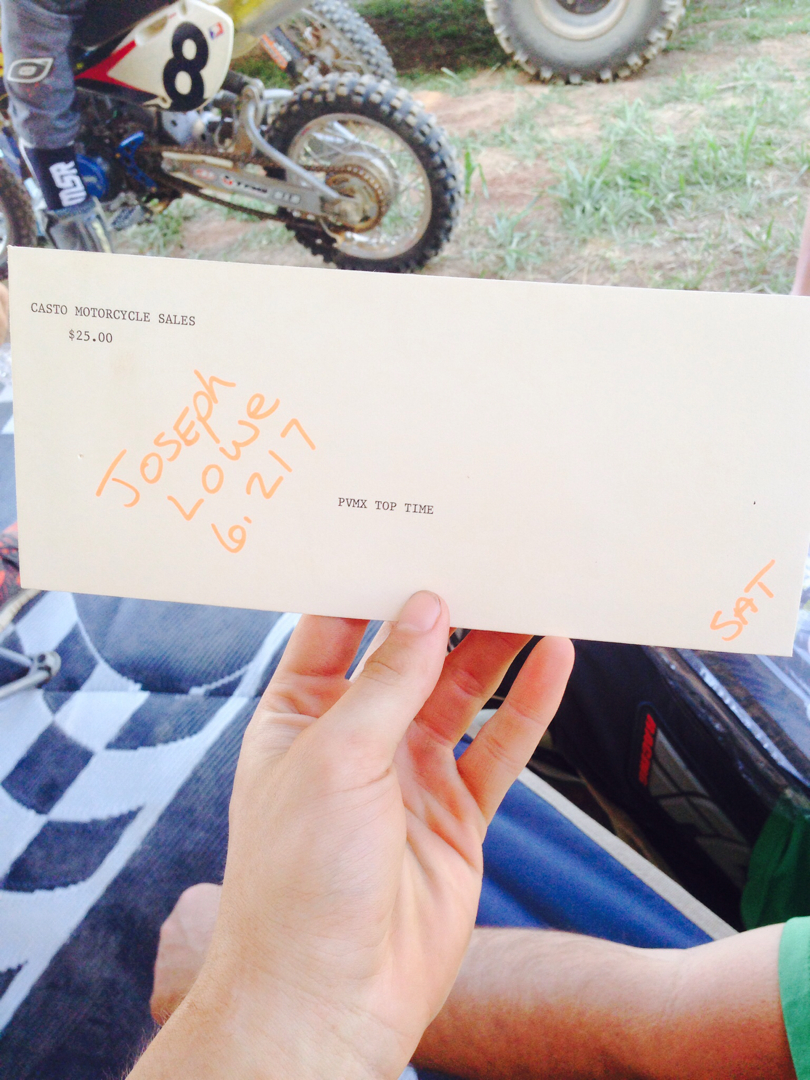 8
MSR
CASTO MOTORCYCLE SALES
$25.00
JOSEPh
LOWe
6.217
PVMX TOP TIME
SAT